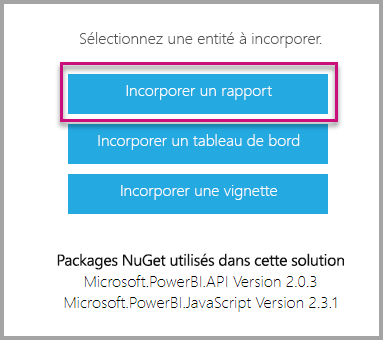 Sélectionnez une entité à incorporer.
Incorporer un rapport
Incorporer un tableau de bord
Incorporer une vignette
Packages NuGet utilisés dans cette solution
Microsoft.PowerBI.API Version 2.0.3
Microsoft.PowerBI.JavaScript Version 2.3.1